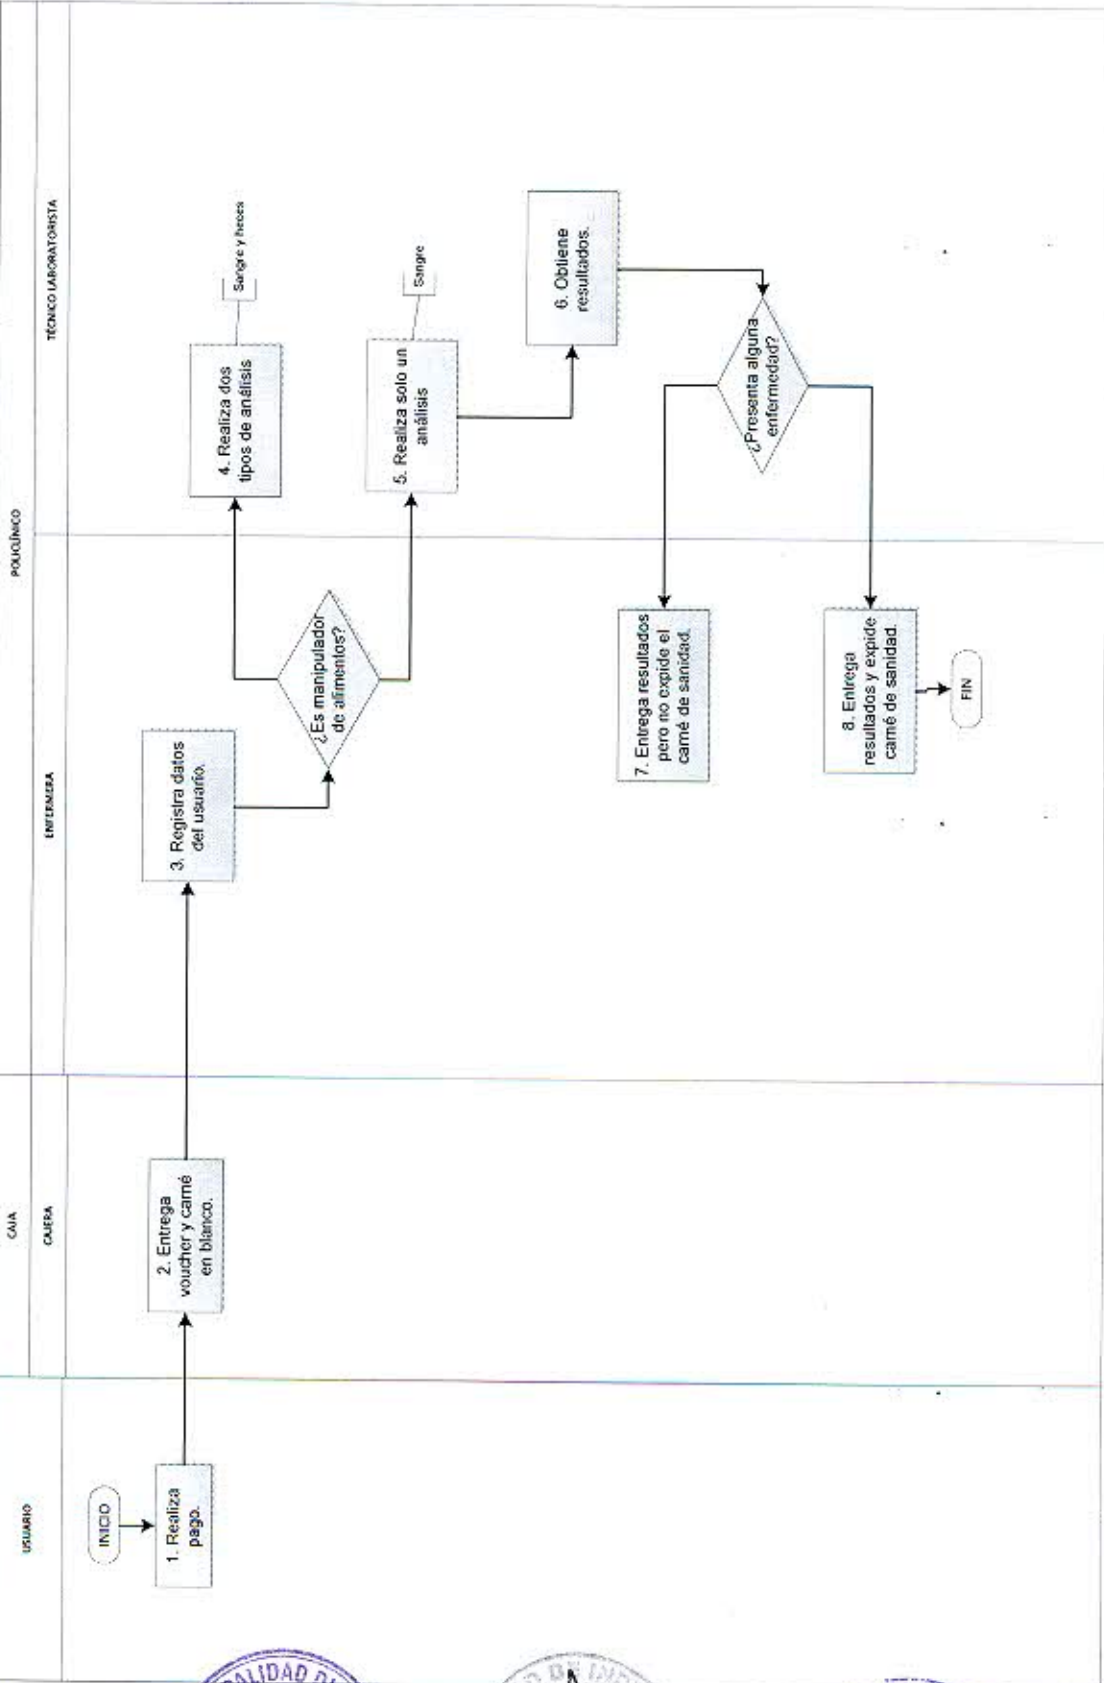 USUARIO
CAJA
POLICLÍNICO
CAJERA
ENFERMERA
TÉCNICO LABORATORISTA
INICIO
1. Realiza
pago.
2. Entrega
voucher y carné
en blanco.
3. Registra datos
del usuario.
¿Es manipulador
de alimentos?
4. Realiza dos
tipos de análisis
Sangre y heces
5. Realiza solo un
análisis
Sangre
6. Obtiene
resultados.
¿Presenta alguna
enfermedad?
7. Entrega resultados
pero no expide el
carné de sanidad.
8. Entrega
resultados y expide
carné de sanidad.
FIN